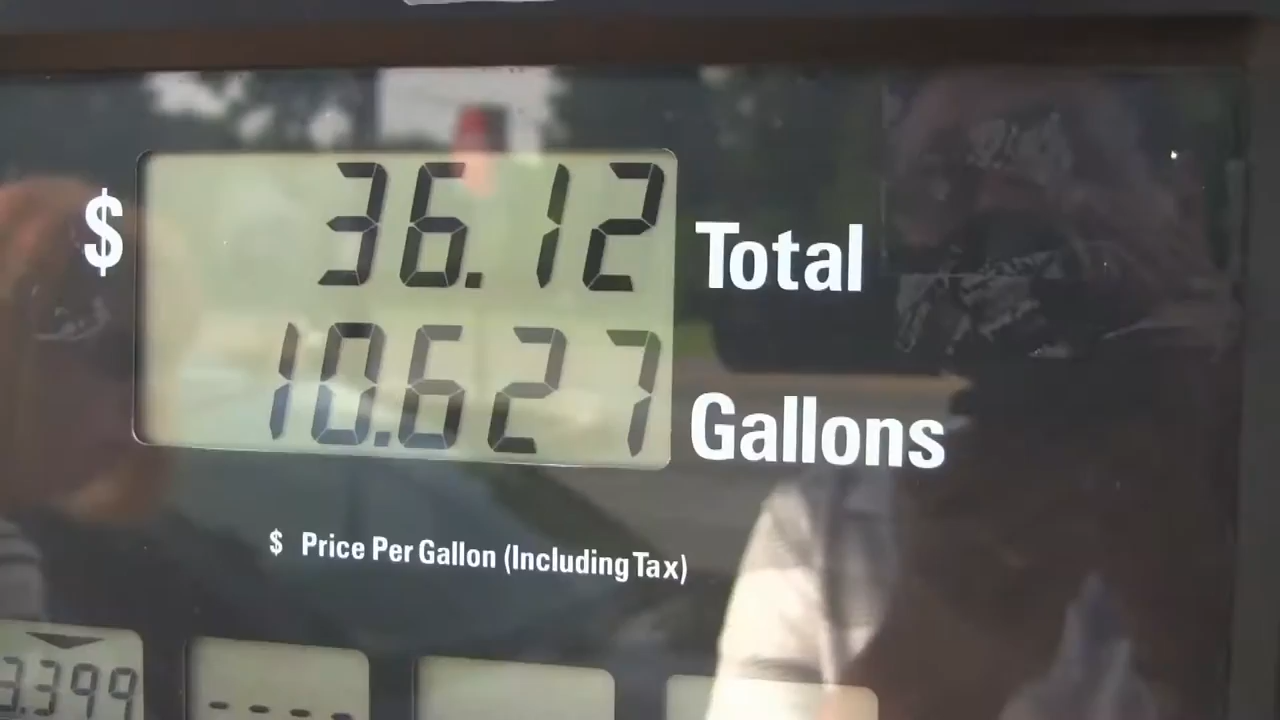 $ 36.12 Total
10.627 Gallons
$ Price Per Gallon (Including Tax)
3.399 ----